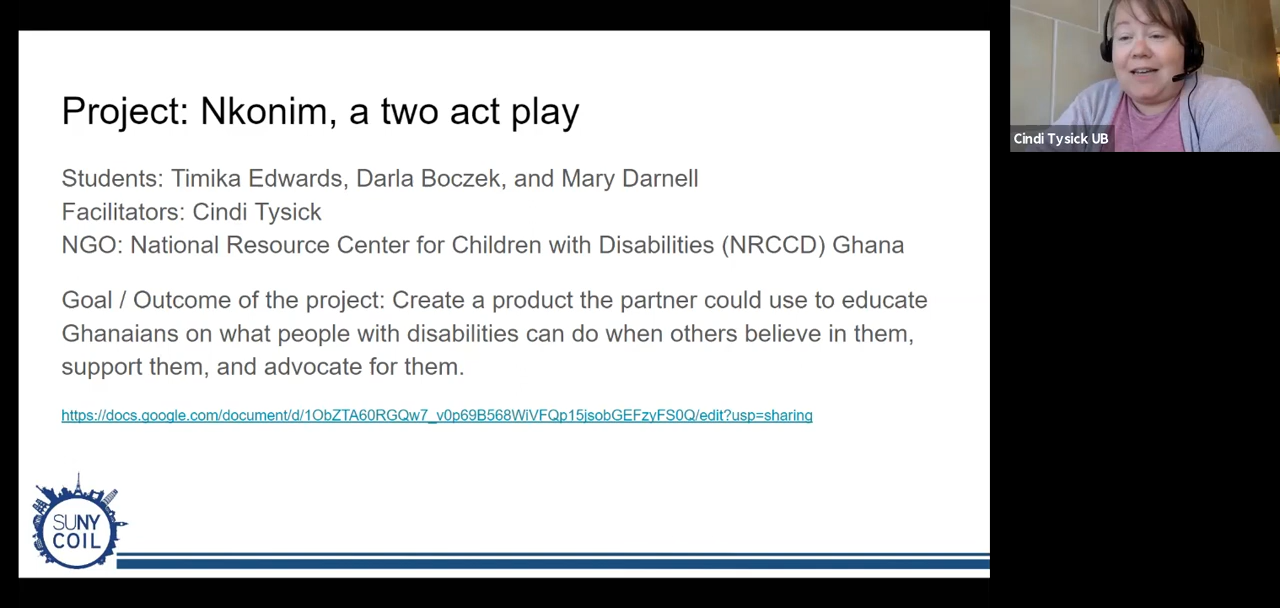 Project: Nkonim, a two act play
Students: Timika Edwards, Darla Boczek, and Mary Darnell
Facilitators: Cindi Tysick
NGO: National Resource Center for Children with Disabilities (NRCCD) Ghana
Goal / Outcome of the project: Create a product the partner could use to educate
Ghanaians on what people with disabilities can do when others believe in them,
support them, and advocate for them.
https://docs.google.com/document/d/1ObZTA60RGQw7_v0p69B568WiVFQp15jsobGEFzyFS0Q/edit?usp=sharing
SUNY
COIL
Cindi Tysick UB